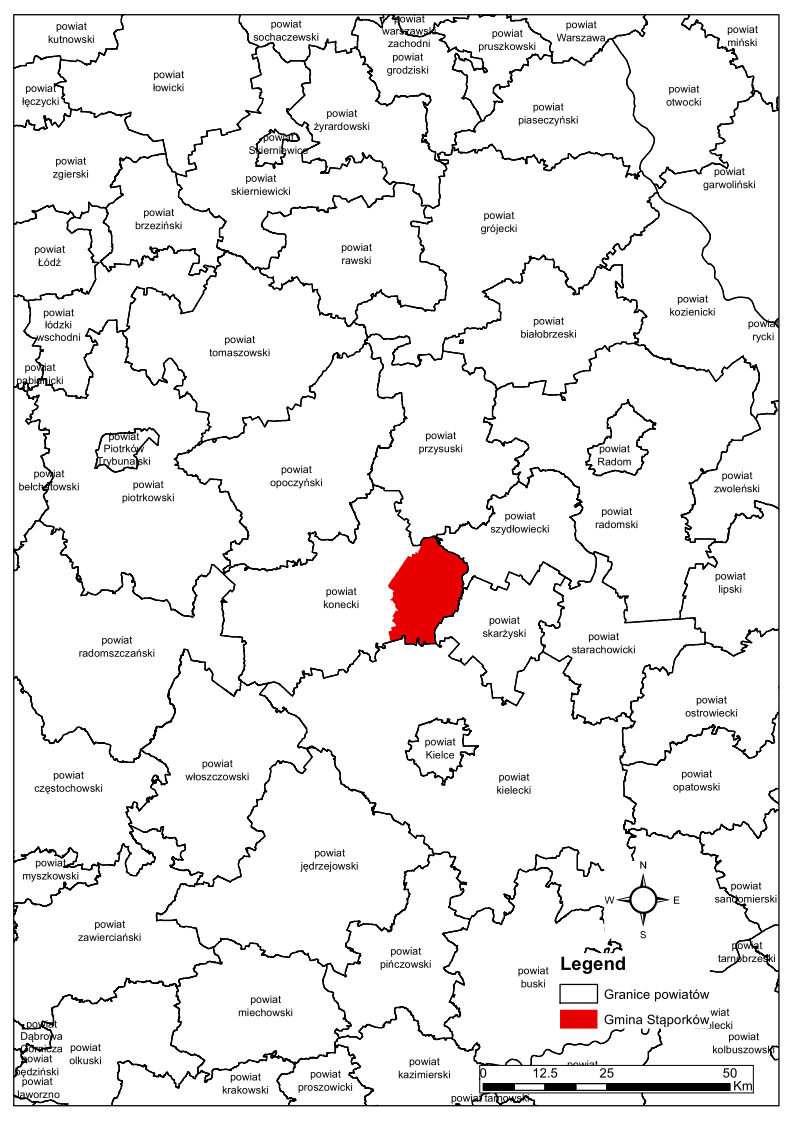 powiat
kutnowski
powiat
sochaczewski
powiat
warszawski
zachodni
powiat
grodziski
powiat
pruszkowski
powiat
Warszawa
powiat
miński
powiat
łęczycki
powiat
łowicki
powiat
żyrardowski
powiat
piaseczyński
powiat
otwocki
powiat
zgierski
powiat
Skierniewice
powiat
skierniewicki
powiat
garwoliński
powiat
brzeziński
powiat
grójecki
powiat
Łódź
powiat
rawski
powiat
kozienicki
powiat
łódzki
wschodni
powiat
tomaszowski
powiat
białobrzeski
rycki
powiat
pabianicki
powiat
Piotrków
Trybunalski
powiat
przysuski
powiat
Radom
powiat
bełchatowski
powiat
piotrkowski
powiat
opoczyński
powiat
zwoleński
powiat
szydłowiecki
powiat
radomski
powiat
konecki
powiat
lipski
powiat
radomszczański
powiat
skarżyski
powiat
starachowicki
powiat
ostrowiecki
powiat
Kielce
powiat
częstochowski
powiat
włoszczowski
powiat
kielecki
powiat
opatowski
powiat
myszkowski
powiat
jędrzejowski
powiat
sandomierski
N
W E
S
powiat
zawierciański
powiat
pińczowski
powiat
tarnobrzeski
powiat
buski
Legend
Granice powiatów
Gmina Stąporków
powiat
miechowski
powiat
Dąbrowa
Górnicza
powiat
będziński
powiat
olkuski
powiat
kolbuszowski
powiat
Jaworzno
powiat
krakowski
powiat
proszowicki
powiat
kazimierski
powiat
powiat tarnowski
0 12.5 25 50
Km